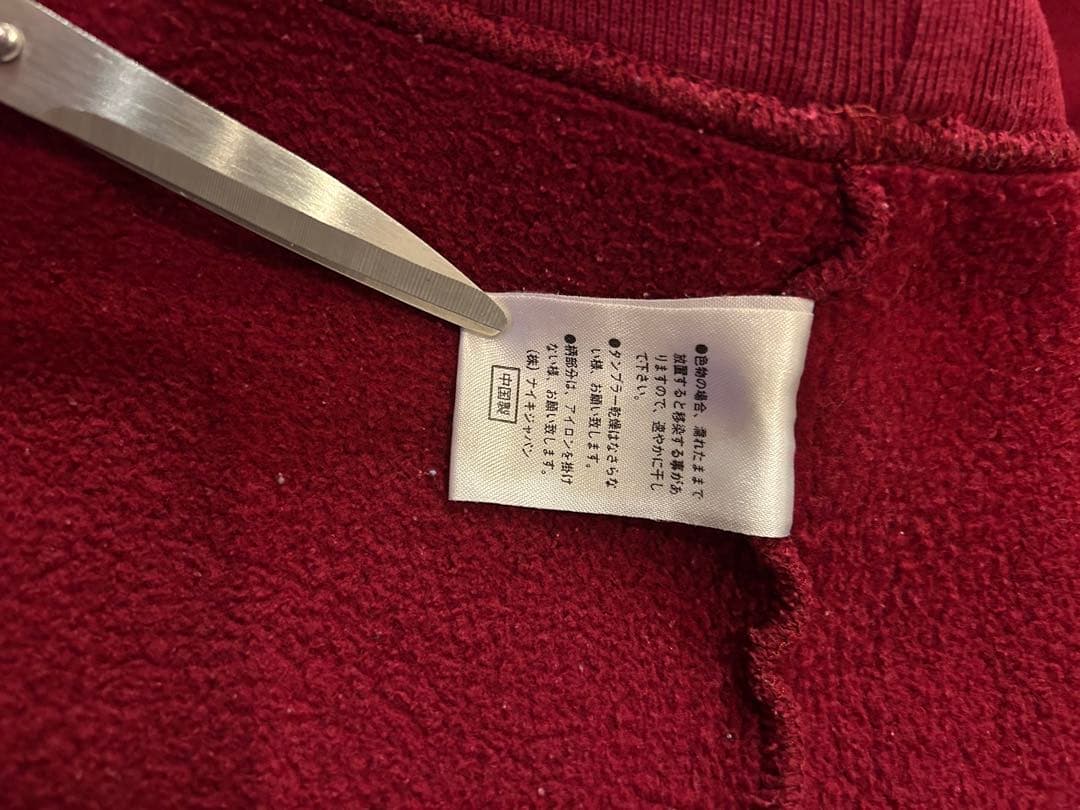 ●色物の場合、濡れたままで
放置すると移染する事があ
りますので、速やかに干し
て下さい。
●タンブラー乾燥はなさらな
い様、お願い致します。
●柄部分は、アイロンを掛け
ない様、お願い致します。
(株)ナイキジャパン
中国製